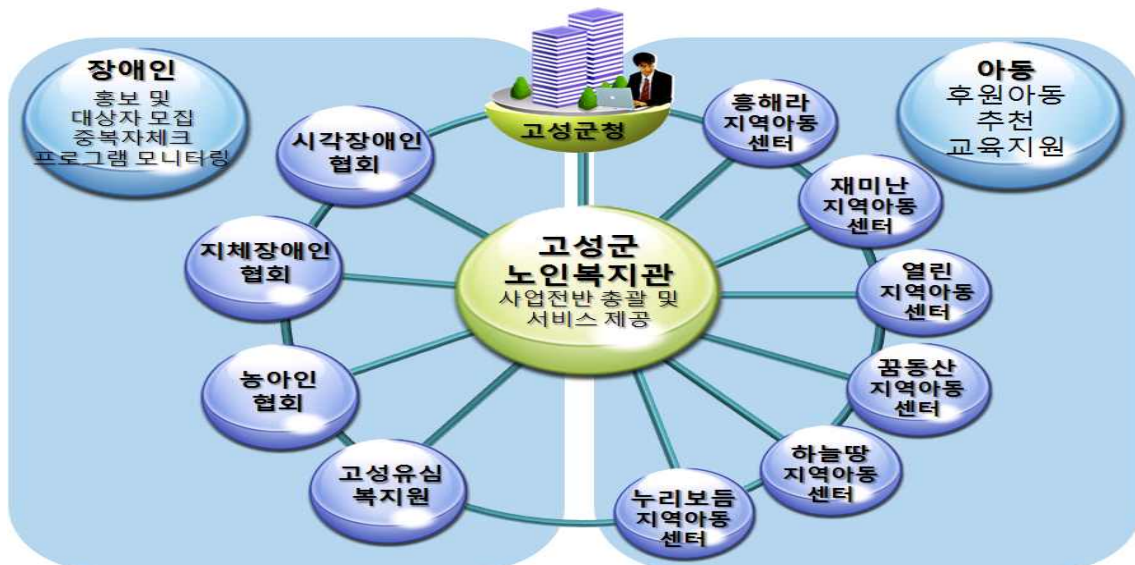 장애인
홍보 및
대상자 모집
중복자체크
프로그램 모니터링
고성군청
아동
후원아동
추천
교육지원
시각장애인
협회
지체장애인
협회
농아인
협회
고성유심
복지원
고성군
노인복지관
사업전반 총괄 및
서비스 제공
흥해라
지역아동
센터
재미난
지역아동
센터
열린
지역아동
센터
꿈동산
지역아동
센터
하늘땅
지역아동
센터
누리보듬
지역아동
센터